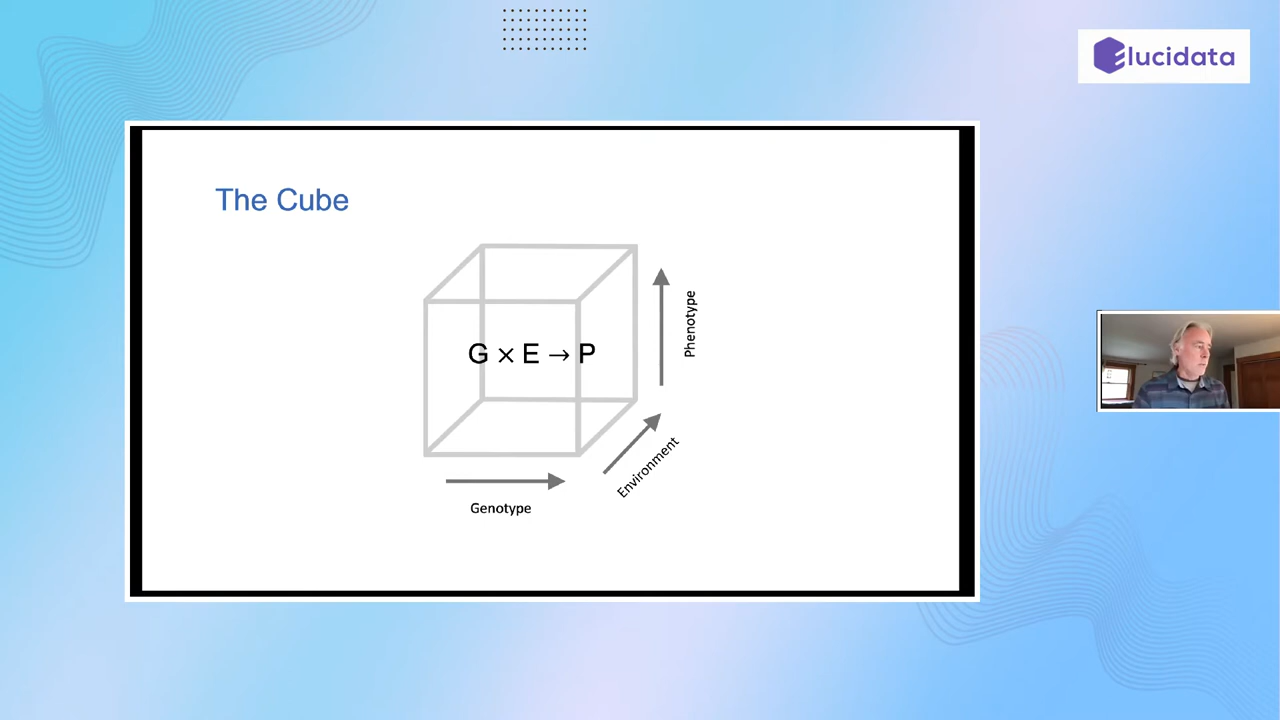 Elucidata
The Cube
G × E → P
Phenotype
Environment
Genotype